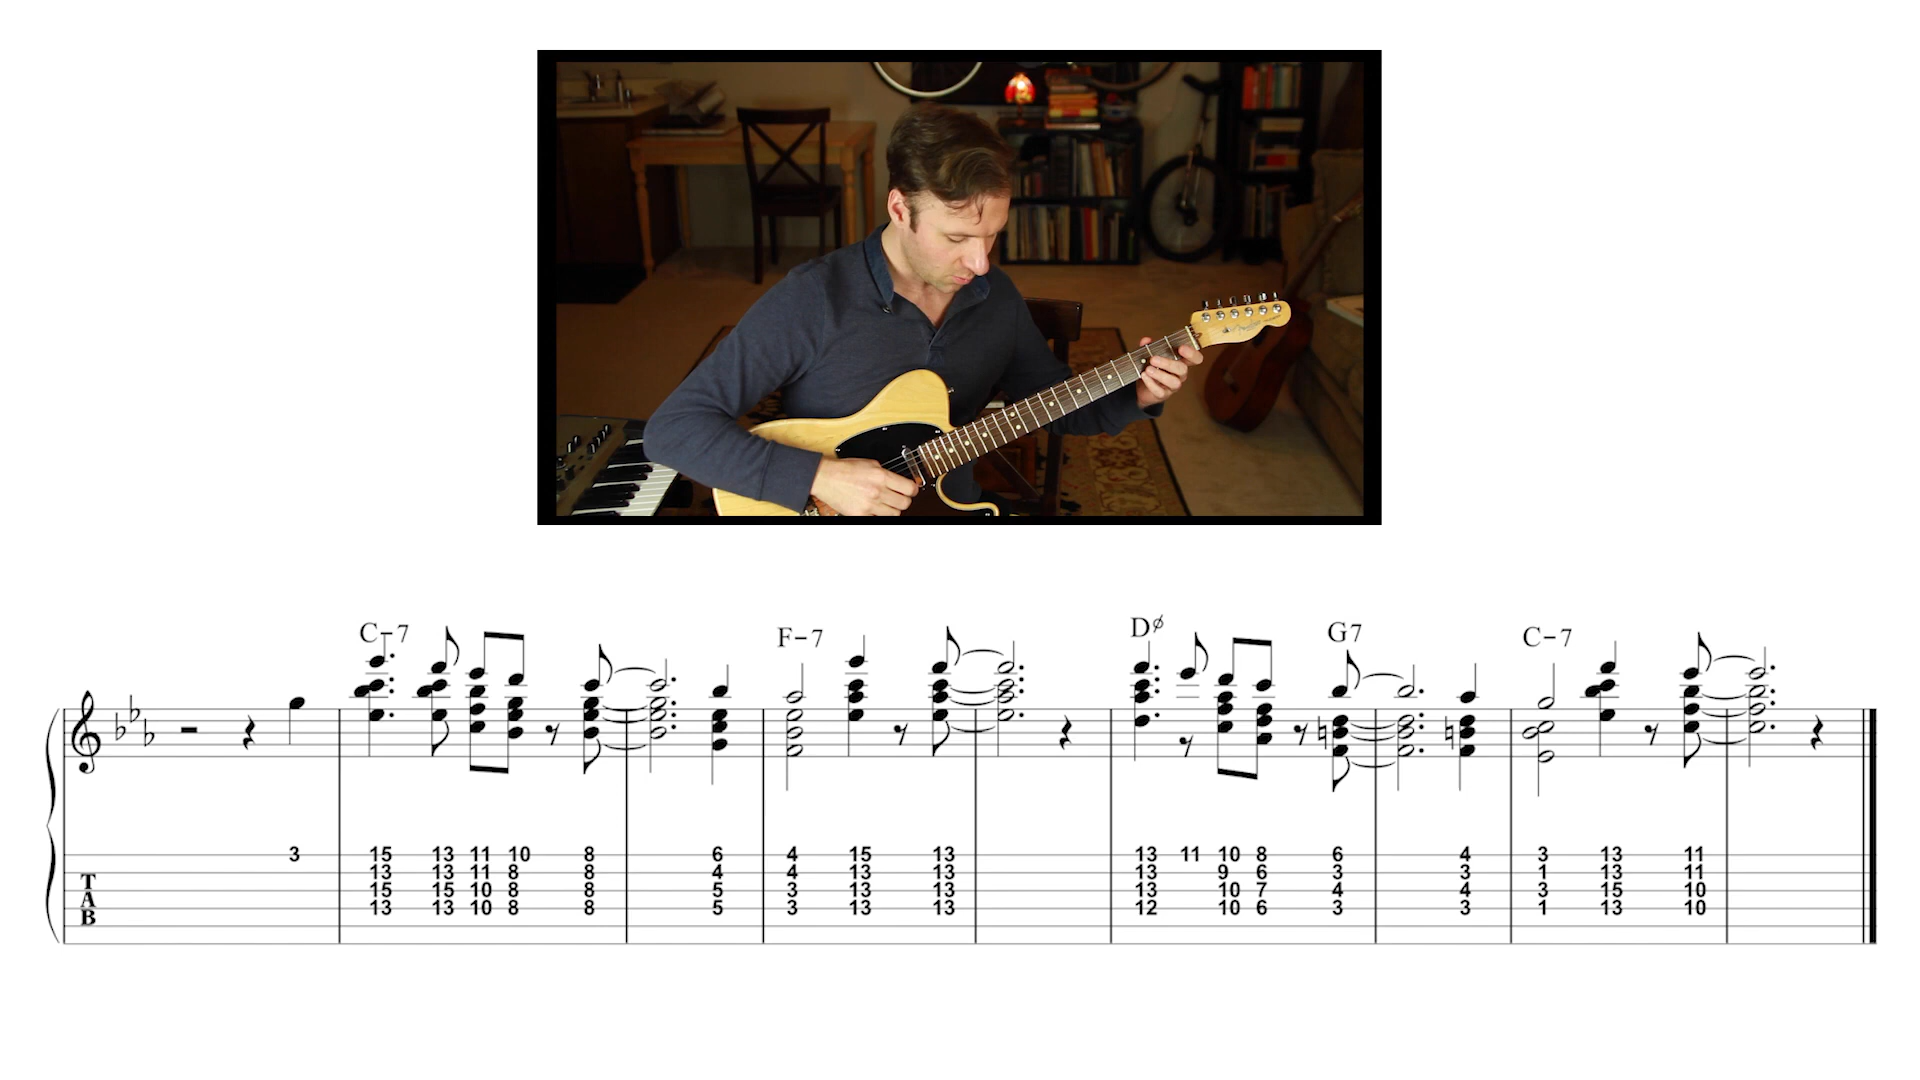 C-7 F-7 Dø G7 C-7
3 15 13 11 10 8 6 4 15 13 13 11 10 8 6 4 3 13 11
13 13 11 8 8 4 4 13 13 13 9 6 3 3 1 13 11
T 15 15 10 8 8 5 3 13 13 13 10 7 4 4 3 15 10
A
B 13 13 10 8 8 5 3 13 13 12 10 6 3 3 1 13 10